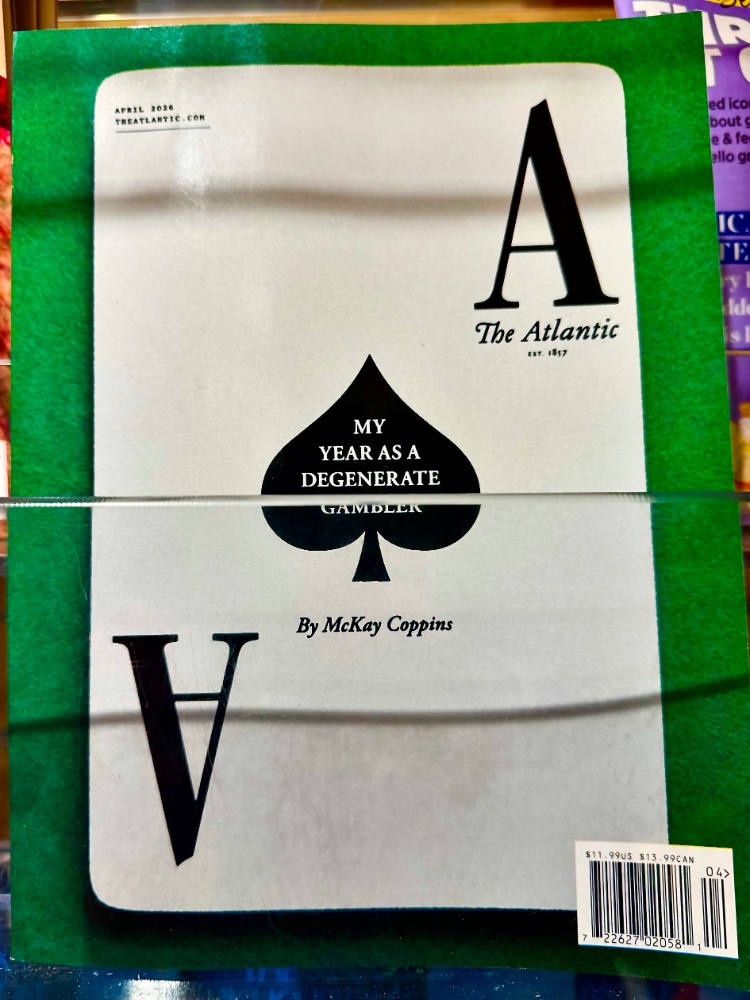 APRIL 2026
THEATLANTIC.COM
A
The Atlantic
EST. 1857
MY
YEAR AS A
DEGENERATE
GAMBLER
By McKay Coppins
A
$11.99US $13.99CAN
04>
7 22627 02058 1